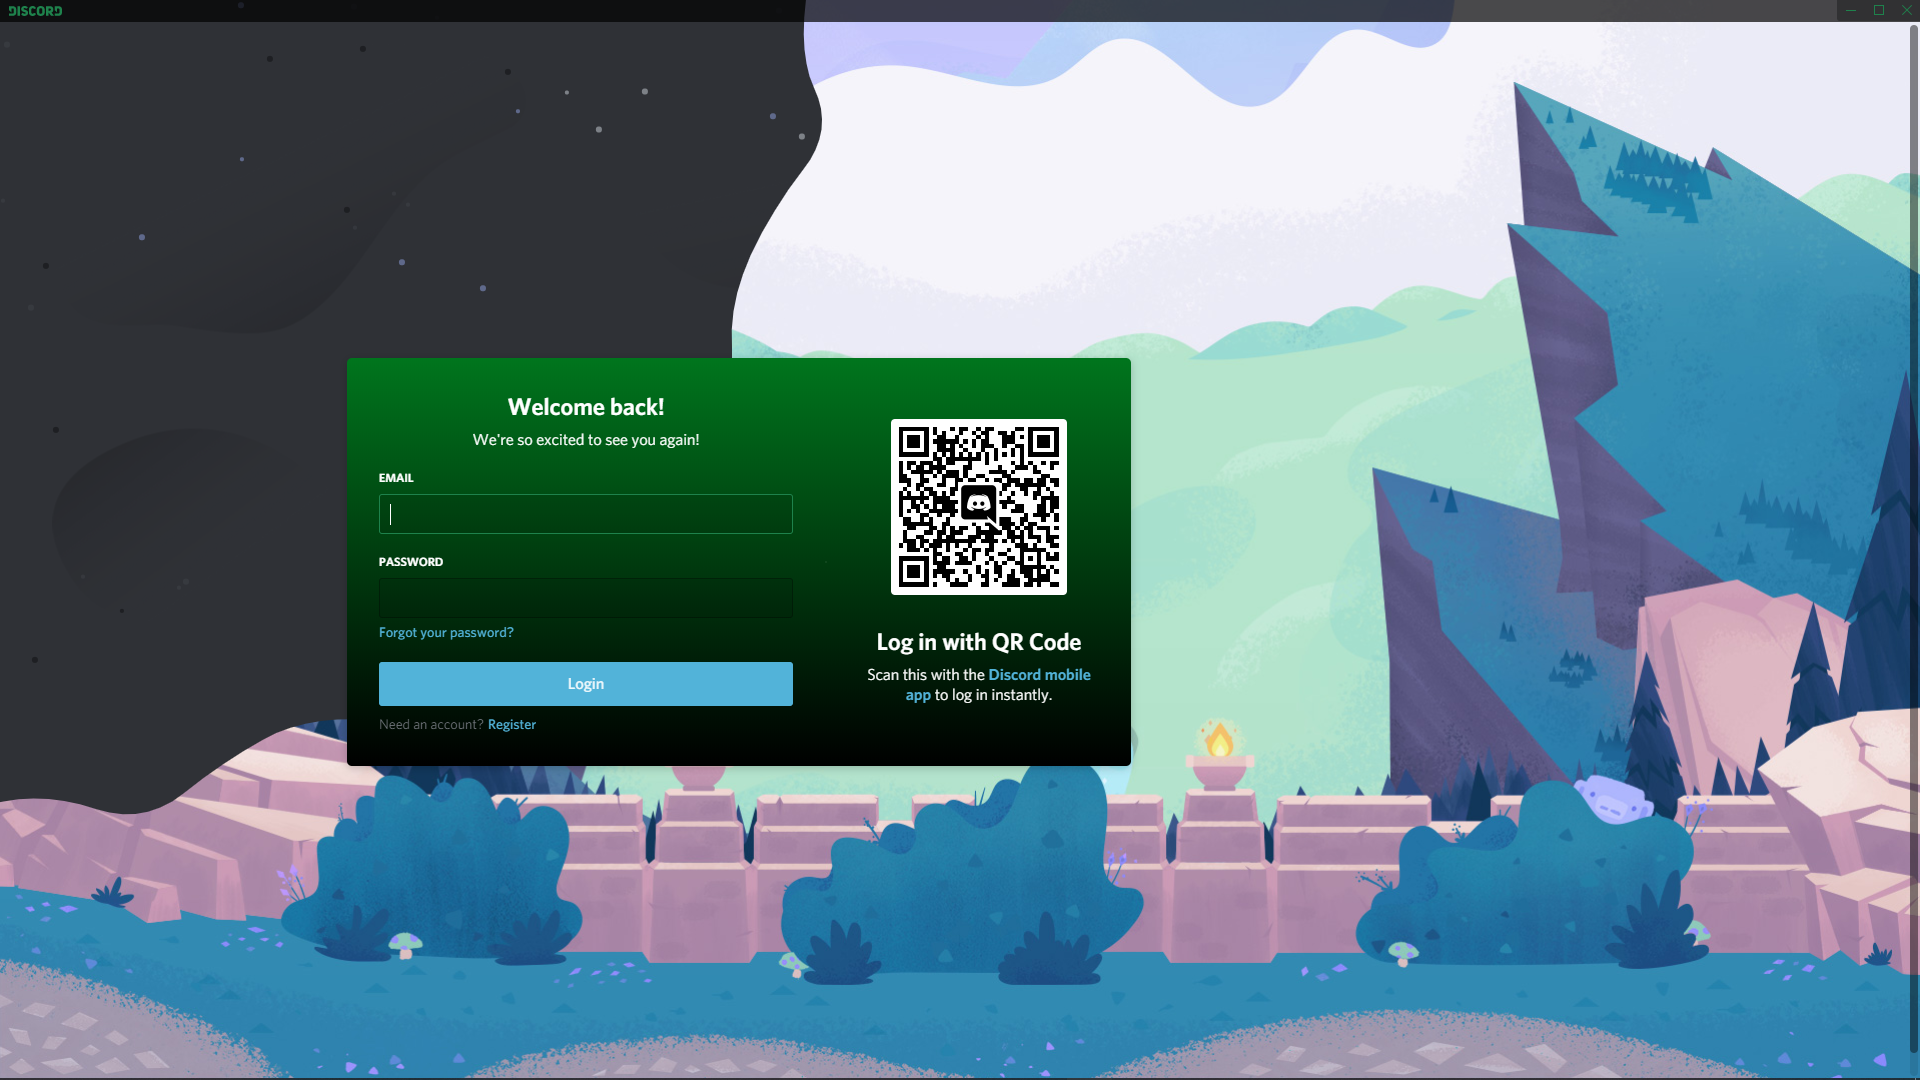 DISCORD
Welcome back!
We're so excited to see you again!
EMAIL
PASSWORD
Forgot your password?
Login
Need an account? Register
Log in with QR Code
Scan this with the Discord mobile
app to log in instantly.